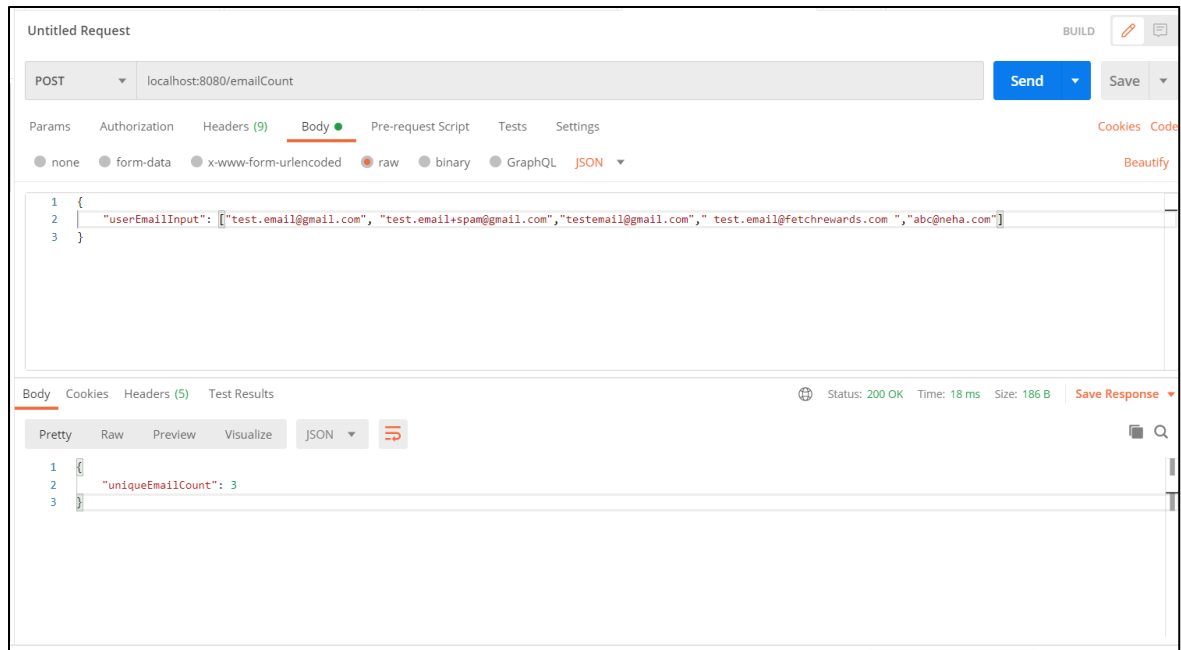 Untitled Request BUILD
POST localhost:8080/emailCount Send Save
Params Authorization Headers (9) Body Pre-request Script Tests Settings Cookies Code
none form-data x-www-form-urlencoded raw binary GraphQL JSON Beautify
1 {
2 "userEmailInput": ["test.email@gmail.com", "test.email+spam@gmail.com","testemail@gmail.com"," test.email@fetchrewards.com ","abc@neha.com"]
3 }
Body Cookies Headers (5) Test Results Status: 200 OK Time: 18 ms Size: 186 B Save Response
Pretty Raw Preview Visualize JSON
1 {
2 "uniqueEmailCount": 3
3 }